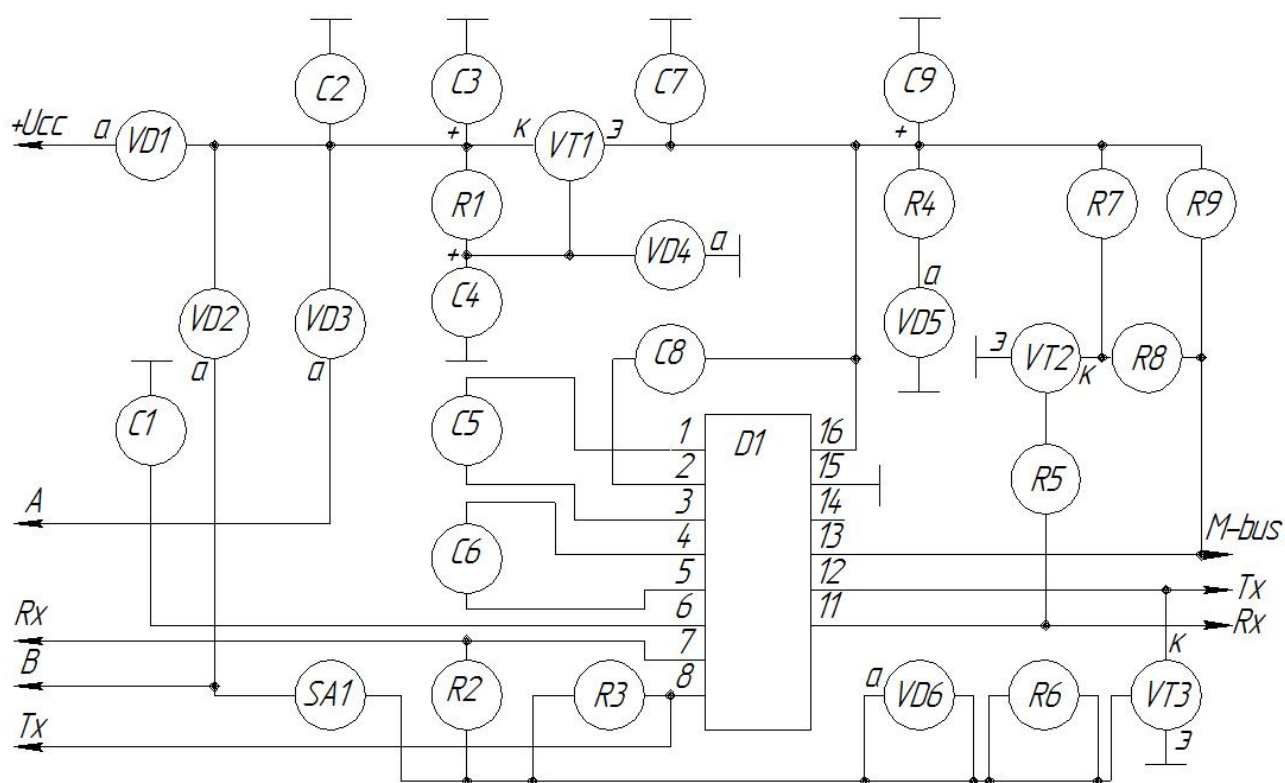 C2
C3
C7
C9
+Ucc
а
VD1
+
к
VT1
э
+
R1
R4
R7
R9
+
VD4
а
C4
а
VD2
VD3
VD5
C8
э
VT2
к
R8
а
а
C1
C5
1
D1
16
2
15
R5
3
14
A
C6
4
13
M-bus
5
12
Tx
Rx
6
11
Rx
7
B
8
к
SA1
R2
R3
а
VD6
R6
VT3
Tx
э